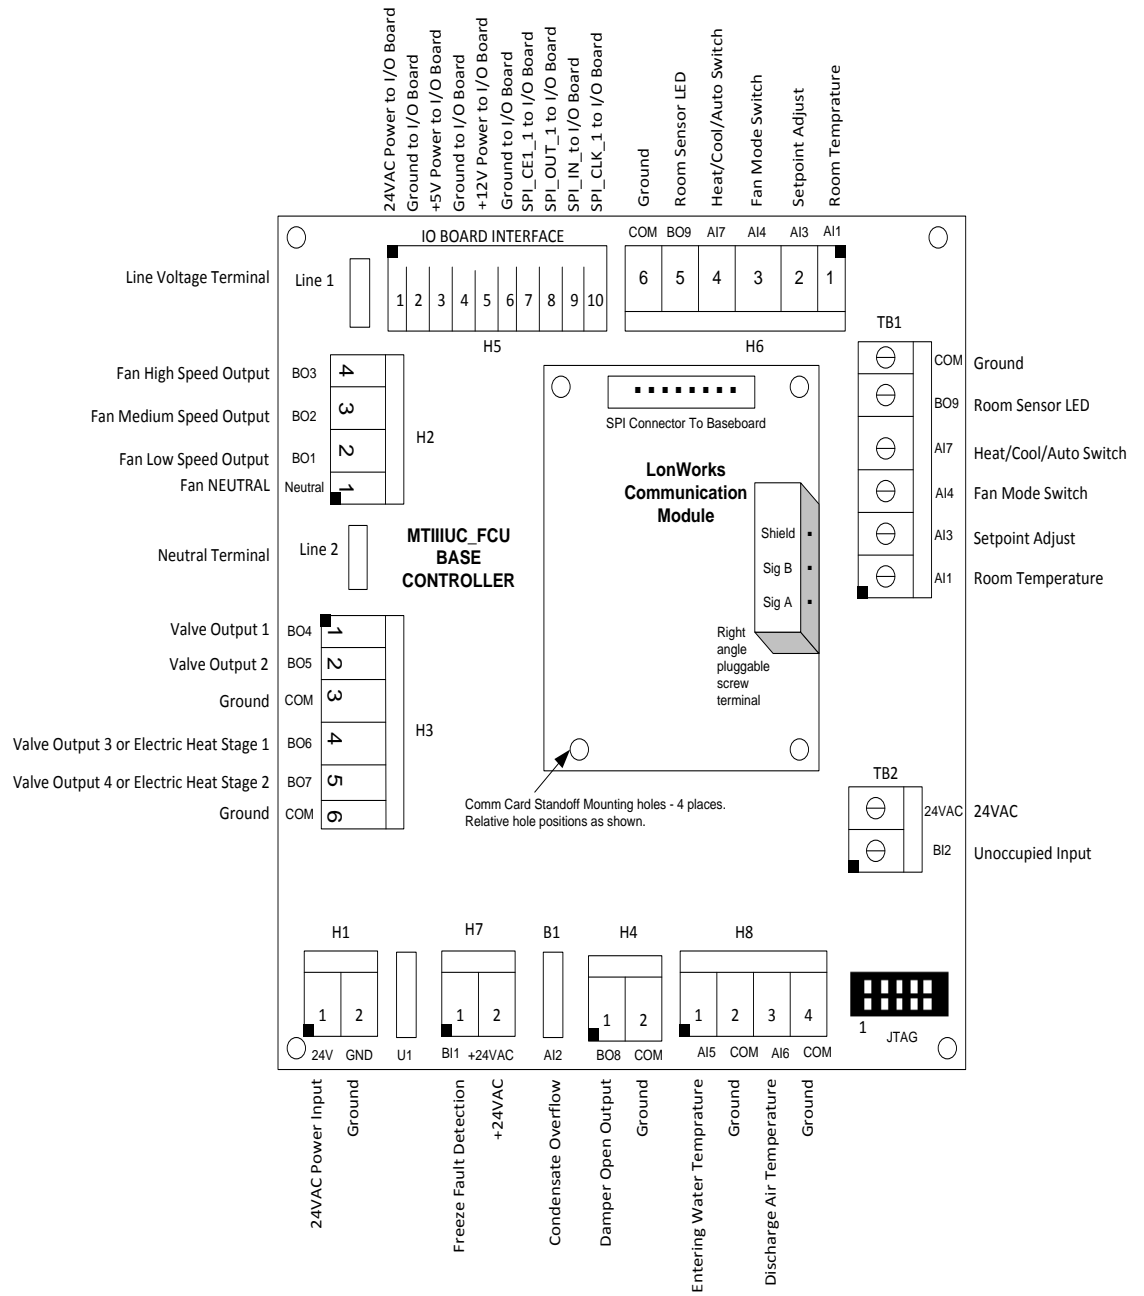 24VAC Power to I/O Board
Ground to I/O Board
+5V Power to I/O Board
Ground to I/O Board
+12V Power to I/O Board
Ground to I/O Board
SPI_CE1_1 to I/O Board
SPI_OUT_1 to I/O Board
SPI_IN_to I/O Board
SPI_CLK_1 to I/O Board
Ground
Room Sensor LED
Heat/Cool/Auto Switch
Fan Mode Switch
Setpoint Adjust
Room Temprature
IO BOARD INTERFACE
COM BO9 AI7 AI4 AI3 AI1
Line Voltage Terminal
Line 1
1 2 3 4 5 6 7 8 9 10
6 5 4 3 2 1
H5
H6
TB1
Fan High Speed Output BO3 4
Fan Medium Speed Output BO2 3
Fan Low Speed Output BO1 2
Fan NEUTRAL Neutral 1
H2
SPI Connector To Baseboard
LonWorks
Communication
Module
Shield
Sig B
Sig A
Right
angle
pluggable
screw
terminal
COM Ground
BO9 Room Sensor LED
AI7 Heat/Cool/Auto Switch
AI4 Fan Mode Switch
AI3 Setpoint Adjust
AI1 Room Temperature
Neutral Terminal
Line 2
MTIIIUC_FCU
BASE
CONTROLLER
Valve Output 1 BO4 1
Valve Output 2 BO5 2
Ground COM 3
Valve Output 3 or Electric Heat Stage 1 BO6 4
Valve Output 4 or Electric Heat Stage 2 BO7 5
Ground COM 6
H3
Comm Card Standoff Mounting holes - 4 places.
Relative hole positions as shown.
TB2
24VAC 24VAC
BI2 Unoccupied Input
H1
H7
B1
H4
H8
1 2
1 2
1 2
1 2 3 4
1
JTAG
24V GND
U1
BI1 +24VAC
AI2
BO8 COM
AI5 COM AI6 COM
24VAC Power Input
Ground
Freeze Fault Detection
+24VAC
Condensate Overflow
Damper Open Output
Ground
Entering Water Temprature
Ground
Discharge Air Temperature
Ground